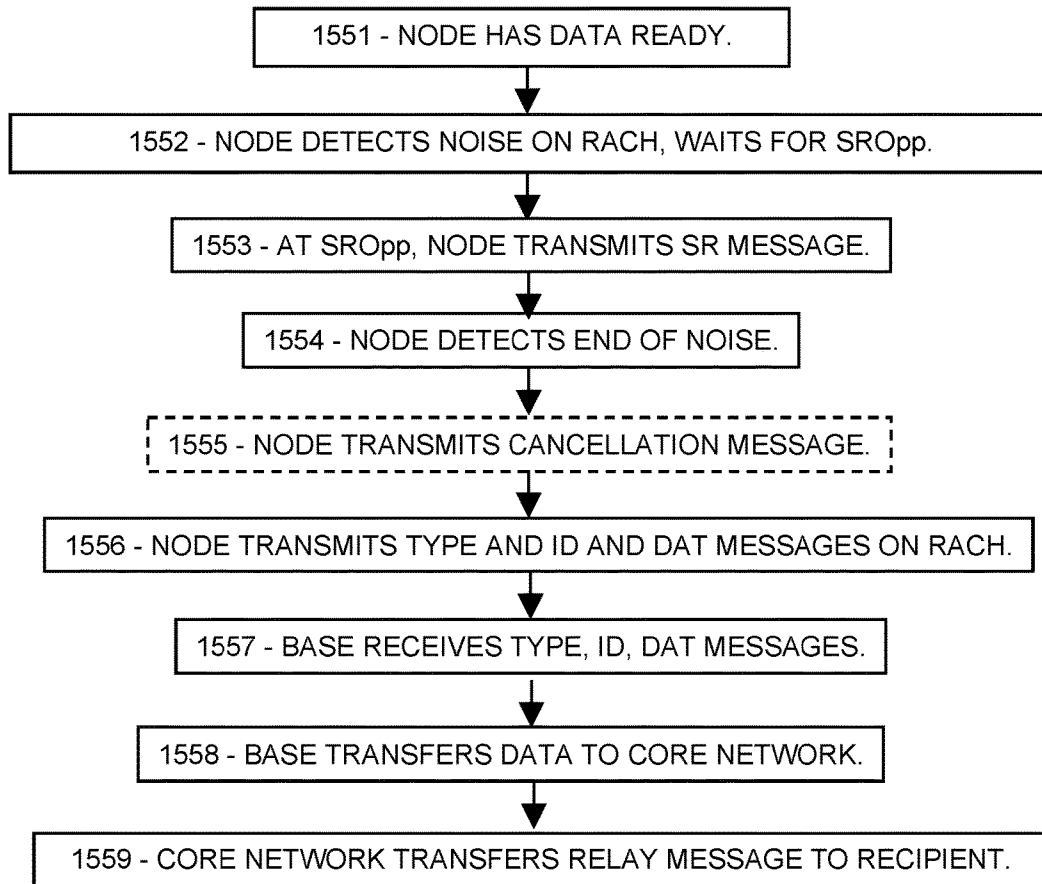 1551 - NODE HAS DATA READY.
1552 - NODE DETECTS NOISE ON RACH, WAITS FOR SROpp.
1553 - AT SROpp, NODE TRANSMITS SR MESSAGE.
1554 - NODE DETECTS END OF NOISE.
1555 - NODE TRANSMITS CANCELLATION MESSAGE.
1556 - NODE TRANSMITS TYPE AND ID AND DAT MESSAGES ON RACH.
1557 - BASE RECEIVES TYPE, ID, DAT MESSAGES.
1558 - BASE TRANSFERS DATA TO CORE NETWORK.
1559 - CORE NETWORK TRANSFERS RELAY MESSAGE TO RECIPIENT.